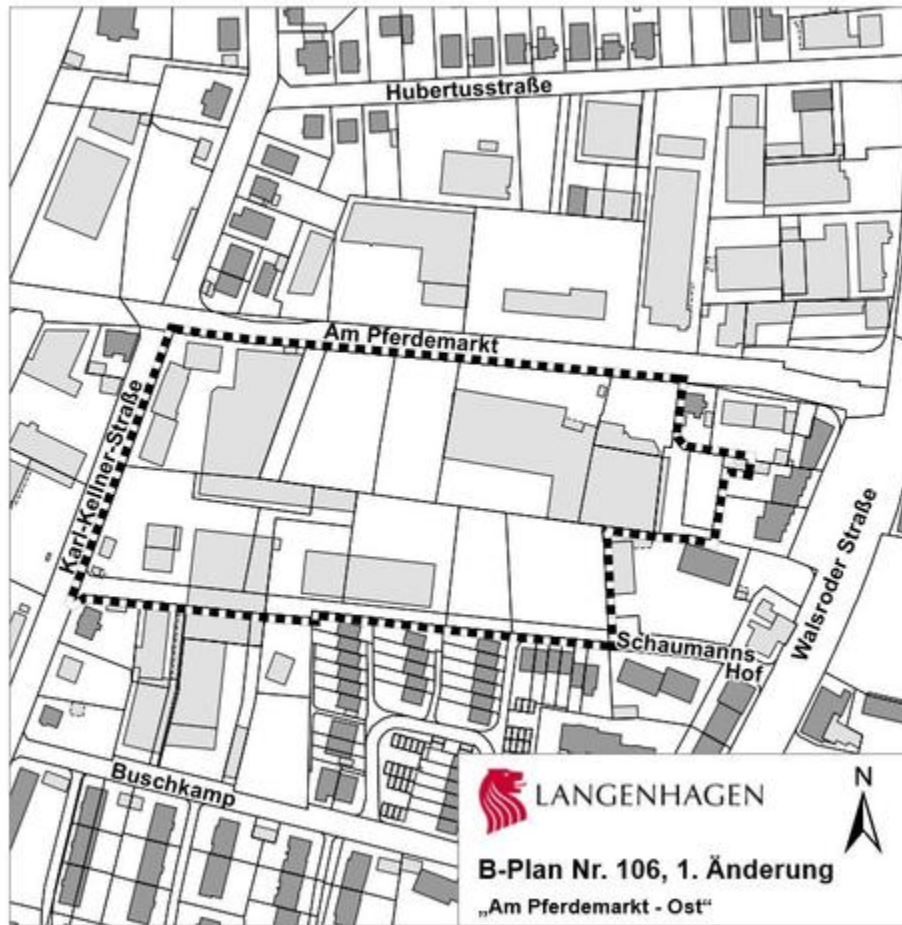 Hubertusstraße
Am Pferdemarkt
Karl-Kellner-Straße
Walsroder Straße
Schaumanns
Hof
Buschkamp
LANGENHAGEN
N
B-Plan Nr. 106, 1. Änderung
„Am Pferdemarkt - Ost“